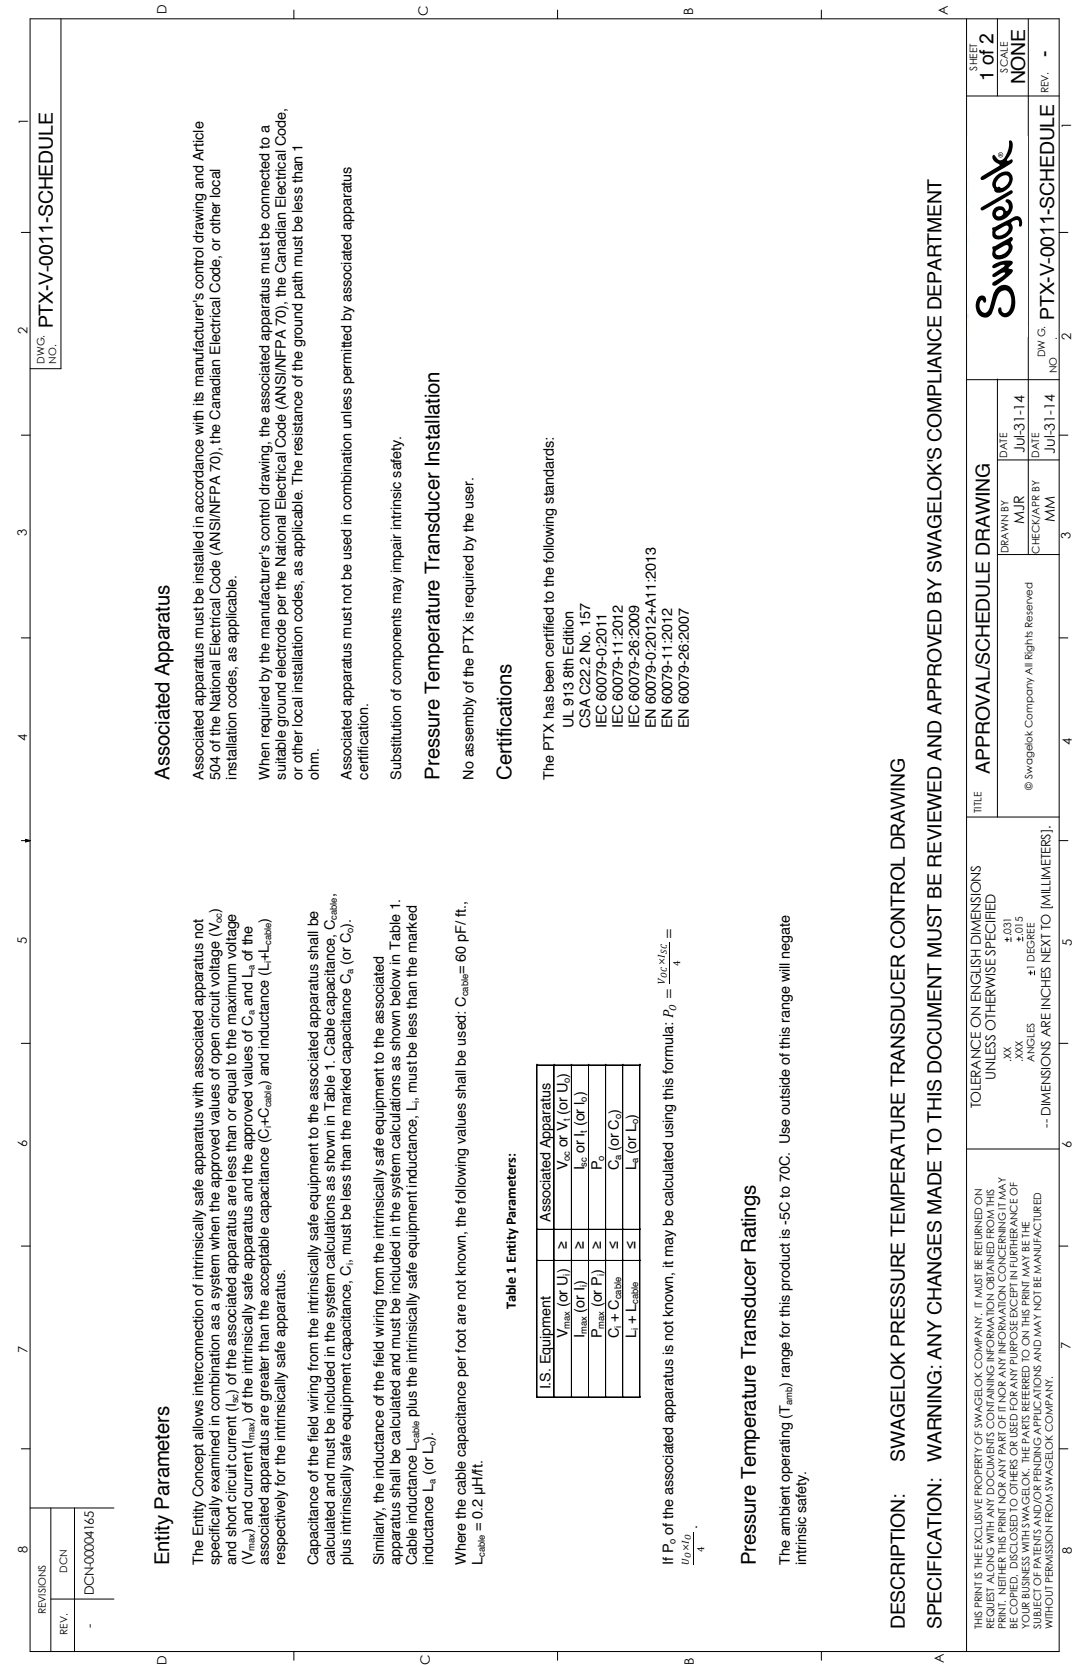 8
7
6
5
4
3
2
1
REVISIONS
REV. DCN
- DCN-00004165
DWG. NO. PTX-V-0011-SCHEDULE
D
C
B
A
Entity Parameters
The Entity Concept allows interconnection of intrinsically safe apparatus with associated apparatus not
specifically examined in combination as a system when the approved values of open circuit voltage (Voc)
and short circuit current (Isc) of the associated apparatus are less than or equal to the maximum voltage
(Vmax) and current (Imax) of the intrinsically safe apparatus and the approved values of Ca and La of the
associated apparatus are greater than the acceptable capacitance (Ci+Ccable) and inductance (Li+Lcable)
respectively for the intrinsically safe apparatus.
Capacitance of the field wiring from the intrinsically safe equipment to the associated apparatus shall be
calculated and must be included in the system calculations as shown in Table 1. Cable capacitance, Ccable,
plus intrinsically safe equipment capacitance, Ci, must be less than the marked capacitance Ca (or Co).
Similarly, the inductance of the field wiring from the intrinsically safe equipment to the associated
apparatus shall be calculated and must be included in the system calculations as shown below in Table 1.
Cable inductance Lcable plus the intrinsically safe equipment inductance, Li, must be less than the marked
inductance La (or Lo).
Where the cable capacitance per foot are not known, the following values shall be used: Ccable= 60 pF/ ft.,
Lcable = 0.2 µH/ft.
Table 1 Entity Parameters:
I.S. Equipment Associated Apparatus
Vmax (or Ui) ≥ Voc or Vt (or Uo)
Imax (or Ii) ≥ Isc or It (or Io)
Pmax (or Pi) ≥ Po
Ci + Ccable ≤ Ca (or Co)
Li + Lcable ≤ La (or Lo)
If Po of the associated apparatus is not known, it may be calculated using this formula: PO = VOC×ISC/4 =
UO×IO/4 .
Pressure Temperature Transducer Ratings
The ambient operating (Tamb) range for this product is -5C to 70C. Use outside of this range will negate
intrinsic safety.
Associated Apparatus
Associated apparatus must be installed in accordance with its manufacturer's control drawing and Article
504 of the National Electrical Code (ANSI/NFPA 70), the Canadian Electrical Code, or other local
installation codes, as applicable.
When required by the manufacturer's control drawing, the associated apparatus must be connected to a
suitable ground electrode per the National Electrical Code (ANSI/NFPA 70), the Canadian Electrical Code,
or other local installation codes, as applicable. The resistance of the ground path must be less than 1
ohm.
Associated apparatus must not be used in combination unless permitted by associated apparatus
certification.
Substitution of components may impair intrinsic safety.
Pressure Temperature Transducer Installation
No assembly of the PTX is required by the user.
Certifications
The PTX has been certified to the following standards:
UL 913 8th Edition
CSA C22.2 No. 157
IEC 60079-0:2011
IEC 60079-11:2012
IEC 60079-26:2009
EN 60079-0:2012+A11:2013
EN 60079-11:2012
EN 60079-26:2007
DESCRIPTION: SWAGELOK PRESSURE TEMPERATURE TRANSDUCER CONTROL DRAWING
SPECIFICATION: WARNING: ANY CHANGES MADE TO THIS DOCUMENT MUST BE REVIEWED AND APPROVED BY SWAGELOK'S COMPLIANCE DEPARTMENT
THIS PRINT IS THE EXCLUSIVE PROPERTY OF SWAGELOK COMPANY. IT MUST BE RETURNED ON
REQUEST ALONG WITH ANY DOCUMENTS CONTAINING INFORMATION OBTAINED FROM THIS
PRINT. NEITHER THIS PRINT NOR ANY PART OF IT NOR ANY INFORMATION CONCERNING IT MAY
BE COPIED, DISCLOSED TO OTHERS OR USED FOR ANY PURPOSE EXCEPT IN FURTHERANCE OF
YOUR BUSINESS WITH SWAGELOK. THE PARTS REFERRED TO ON THIS PRINT MAY BE THE
SUBJECT OF PATENTS AND/OR PENDING APPLICATIONS AND MAY NOT BE MANUFACTURED
WITHOUT PERMISSION FROM SWAGELOK COMPANY.
TOLERANCE ON ENGLISH DIMENSIONS
UNLESS OTHERWISE SPECIFIED
.XX ±.031
.XXX ±.015
ANGLES ±1 DEGREE
-- DIMENSIONS ARE INCHES NEXT TO [MILLIMETERS].
TITLE APPROVAL/SCHEDULE DRAWING
© Swagelok Company All Rights Reserved
DRAWN BY MJR
DATE Jul-31-14
CHECK/APR BY MM
DATE Jul-31-14
Swagelok®
SHEET 1 of 2
SCALE NONE
DW G. NO . PTX-V-0011-SCHEDULE
REV. -
8
7
6
5
4
3
2
1
D
C
B
A